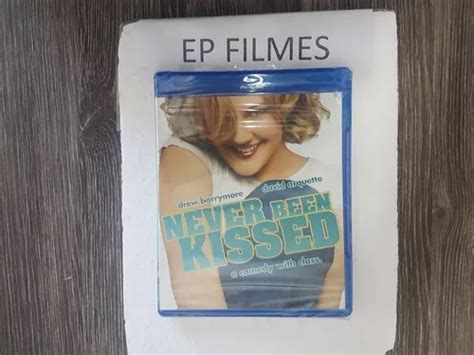 EP FILMES
drew barrymore david arquette
NEVER BEEN
KISSED
a comedy with class.